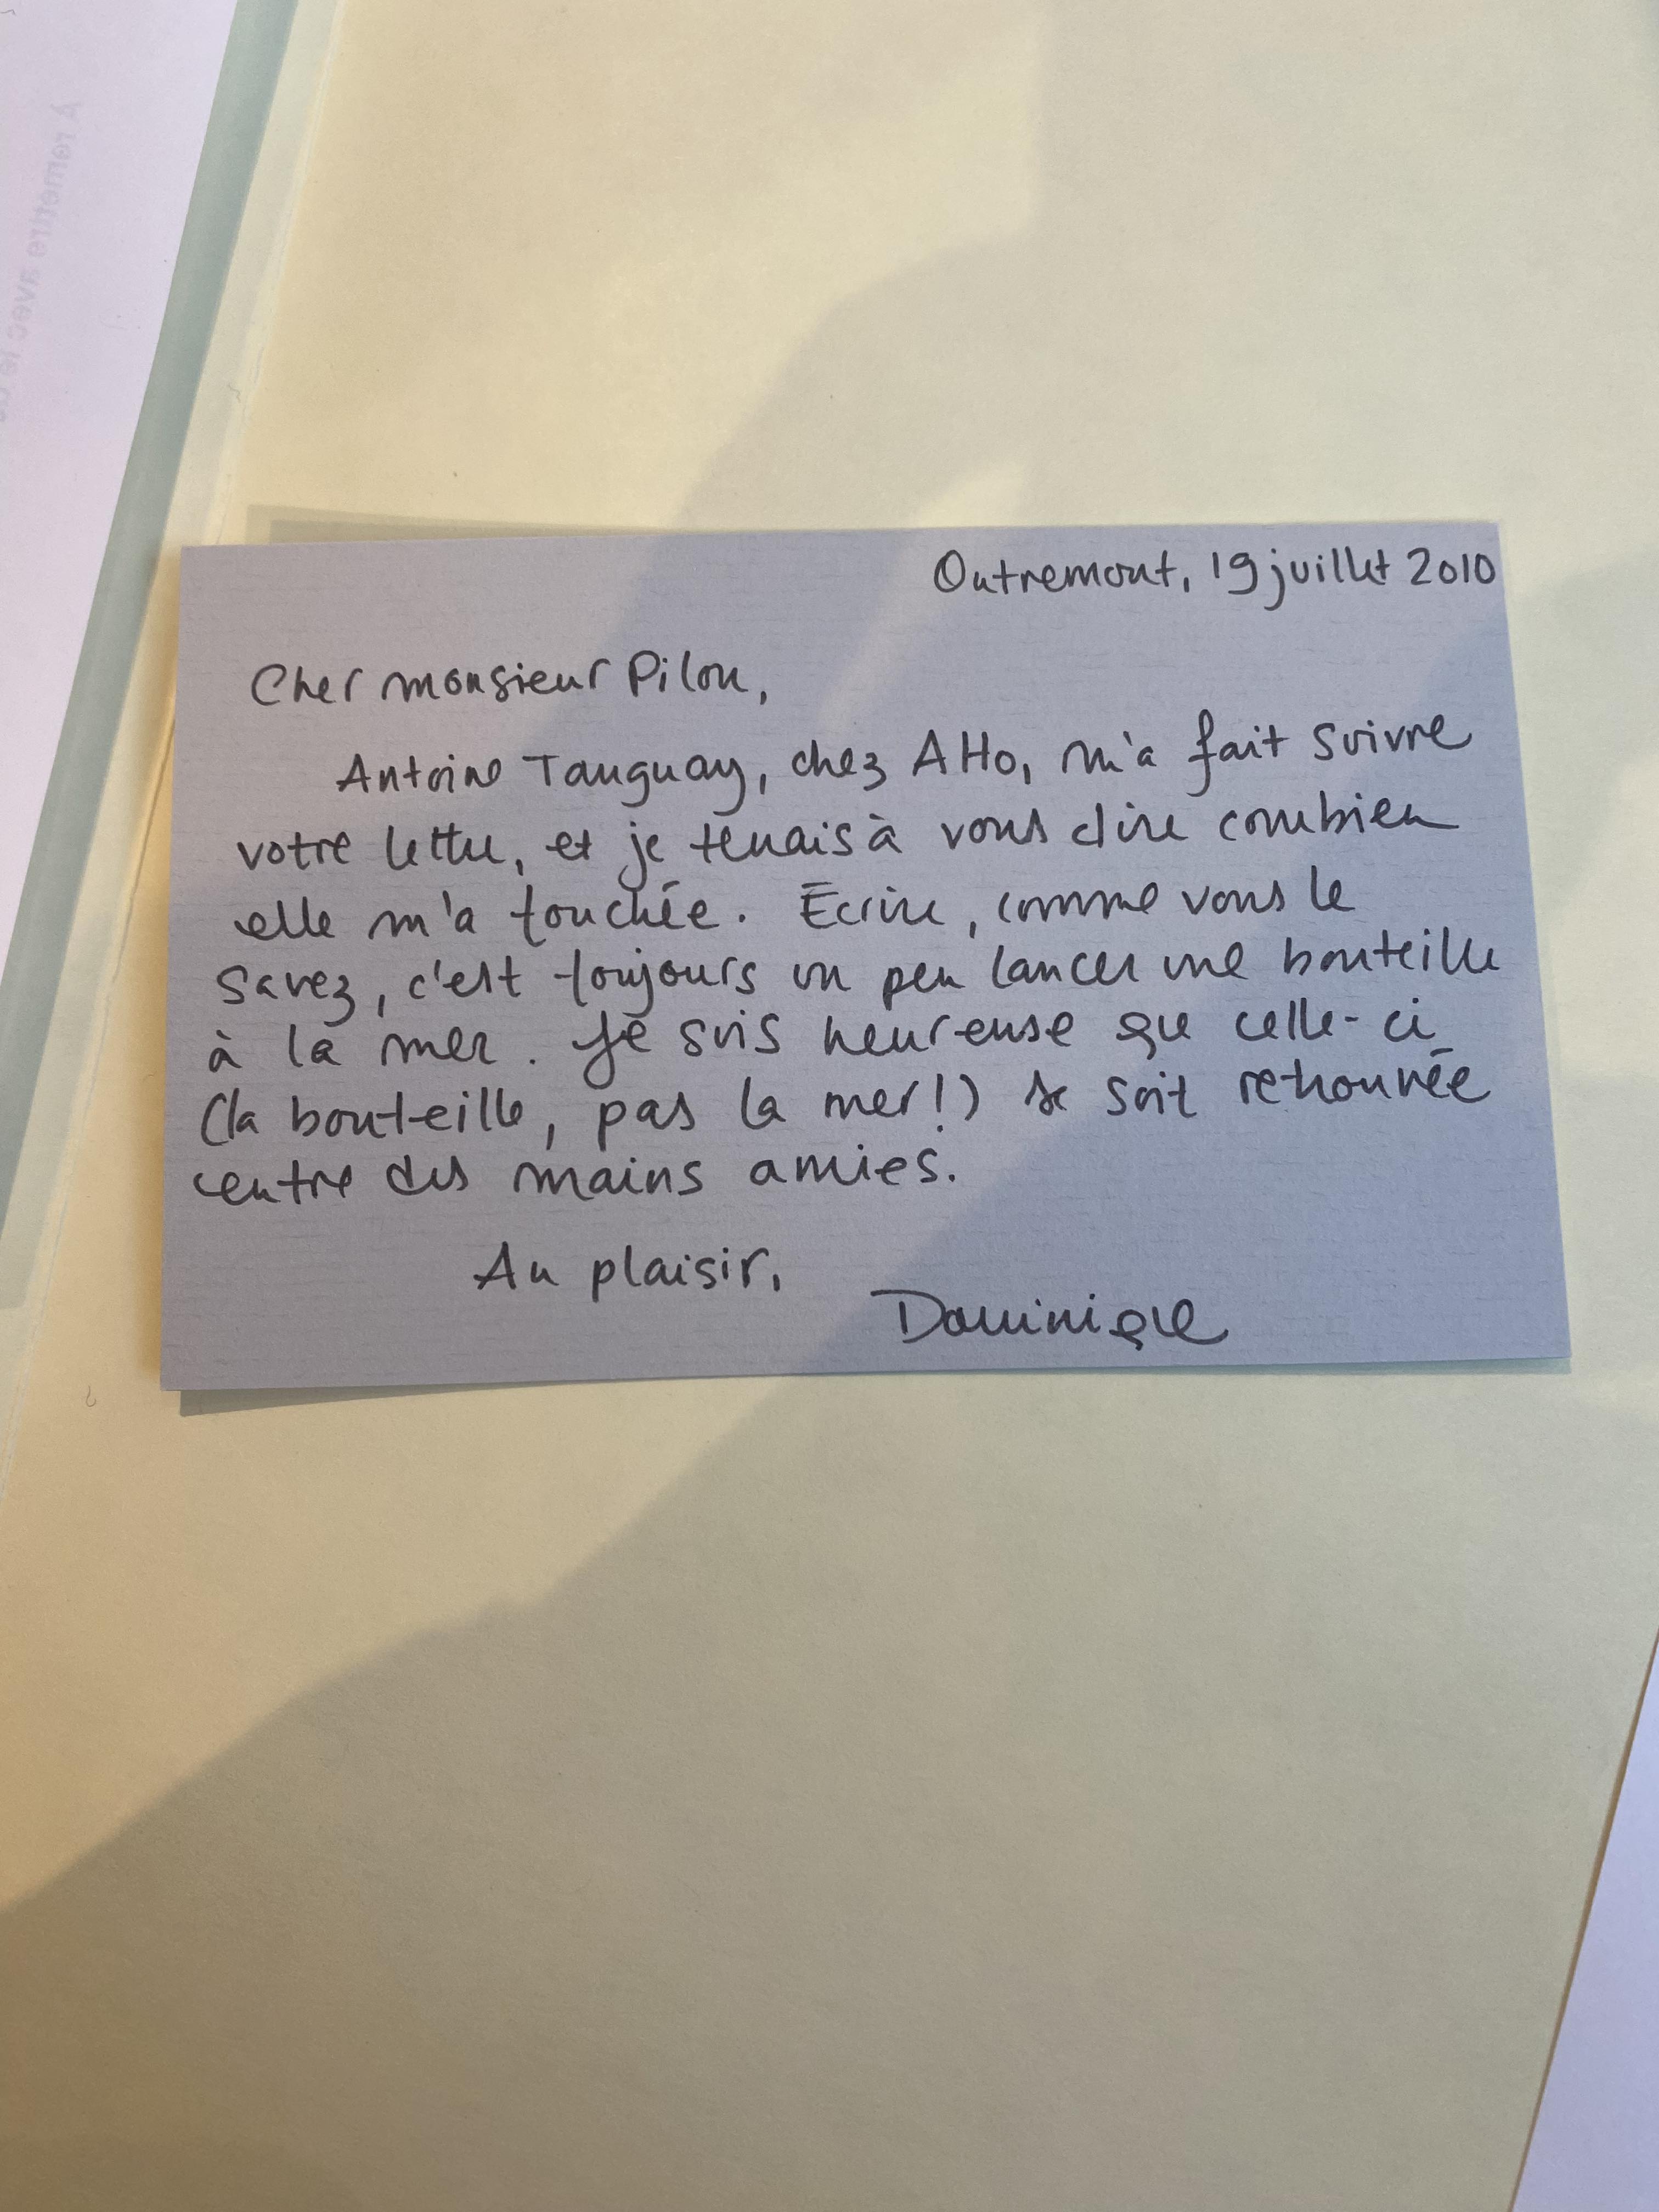 Outremont, 19 juillet 2010
Cher monsieur Pilon,
Antoine Tanguay, chez Alto, m'a fait suivre
votre lettre, et je tenais à vous dire combien
elle m'a touchée. Écrire, comme vous le
savez, c'est toujours un peu lancer une bouteille
à la mer. Je suis heureuse que celle-ci
(la bouteille, pas la mer!) se soit retrouvée
entre des mains amies.
Au plaisir,
Dominique
À remettre avec le